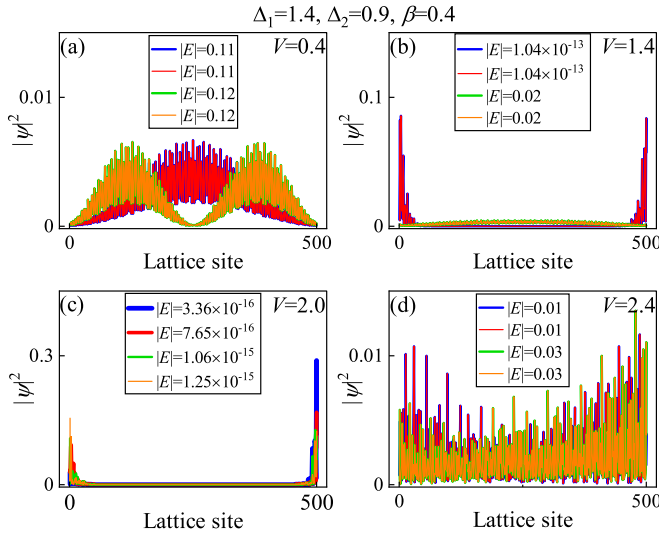 Δ₁=1.4, Δ₂=0.9, β=0.4
(a)
V=0.4
|E|=0.11
|E|=0.11
|E|=0.12
|E|=0.12
0.01
0
|ψ|²
0
500
Lattice site
(b)
V=1.4
|E|=1.04×10⁻¹³
|E|=1.04×10⁻¹³
|E|=0.02
|E|=0.02
0.1
0
|ψ|²
0
500
Lattice site
(c)
V=2.0
|E|=3.36×10⁻¹⁶
|E|=7.65×10⁻¹⁶
|E|=1.06×10⁻¹⁵
|E|=1.25×10⁻¹⁵
0.3
0
|ψ|²
0
500
Lattice site
(d)
V=2.4
|E|=0.01
|E|=0.01
|E|=0.03
|E|=0.03
0.01
0
|ψ|²
0
500
Lattice site